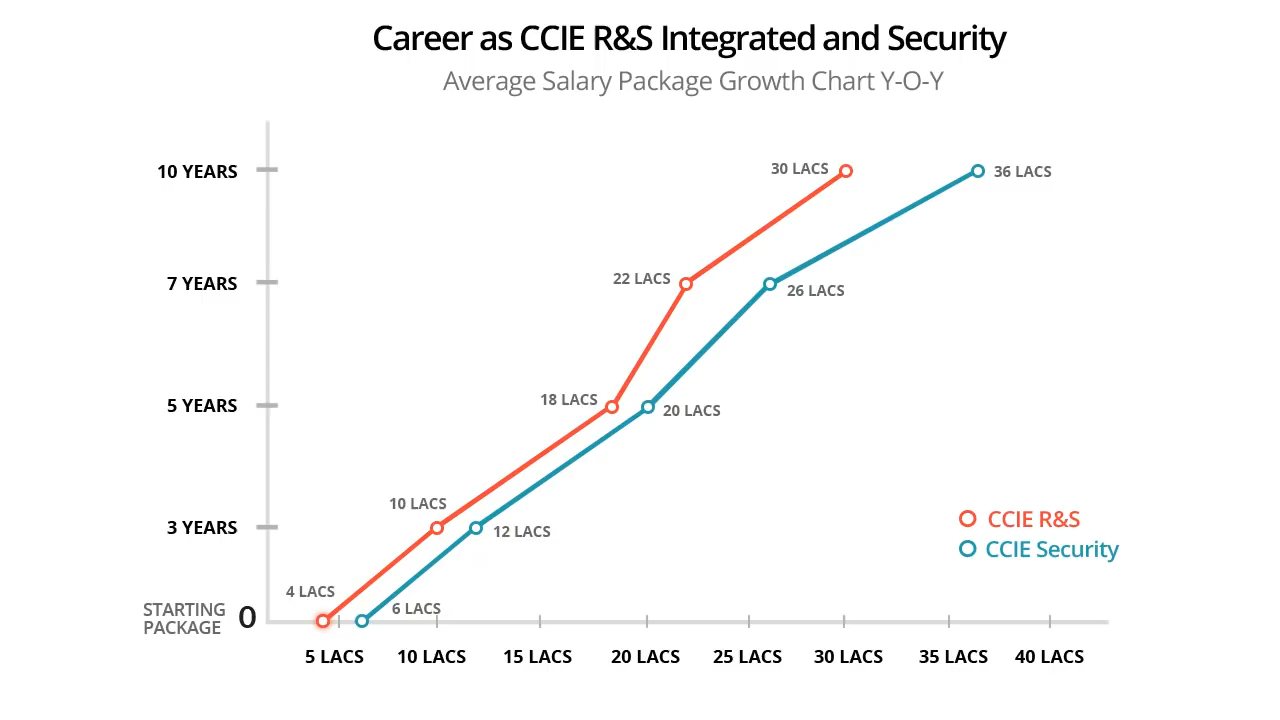 Career as CCIE R&S Integrated and Security
Average Salary Package Growth Chart Y-O-Y
10 YEARS
30 LACS
36 LACS
7 YEARS
22 LACS
26 LACS
5 YEARS
18 LACS
20 LACS
3 YEARS
10 LACS
12 LACS
CCIE R&S
CCIE Security
STARTING
PACKAGE
0
4 LACS
6 LACS
5 LACS
10 LACS
15 LACS
20 LACS
25 LACS
30 LACS
35 LACS
40 LACS